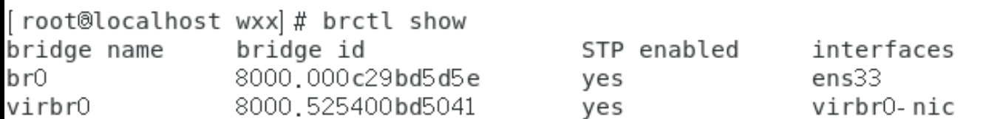 [root@localhost wxx]# brctl show
bridge name     bridge id               STP enabled     interfaces
br0             8000.000c29bd5d5e       yes             ens33
virbr0          8000.525400bd5041       yes             virbr0-nic